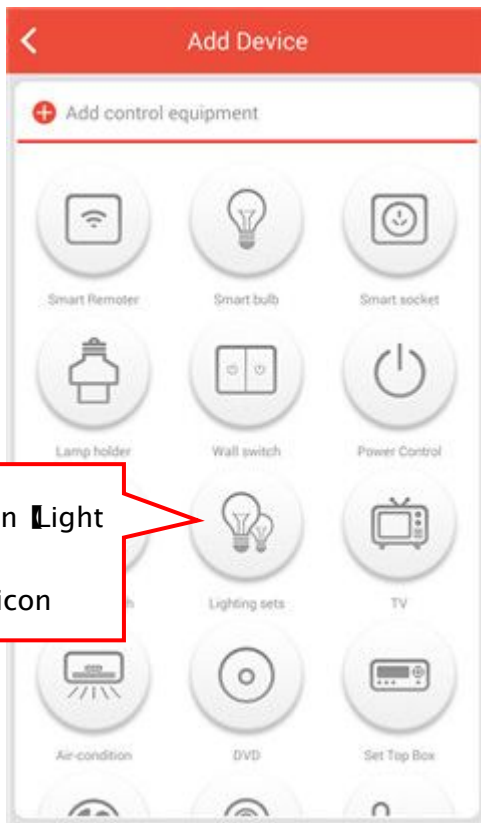 Add Device
Add control equipment
Smart Remoter Smart bulb Smart socket
Lamp holder Wall switch Power Control
n Light
icon
h Lighting sets TV
Air-condition DVD Set Top Box